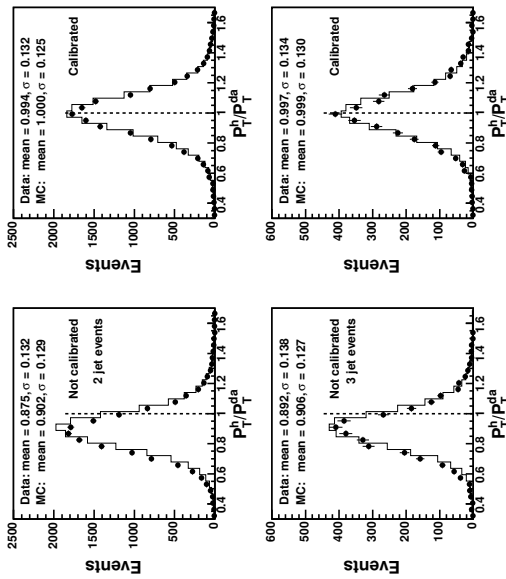 Events
2500
2000
1500
1000
500
0
Data: mean = 0.875, σ = 0.132
MC: mean = 0.902, σ = 0.129
Not calibrated
2 jet events
0.4 0.6 0.8 1 1.2 1.4 1.6
P_T^h/P_T^da
Events
2500
2000
1500
1000
500
0
Data: mean = 0.994, σ = 0.132
MC: mean = 1.000, σ = 0.125
Calibrated
0.4 0.6 0.8 1 1.2 1.4 1.6
P_T^h/P_T^da
Events
600
500
400
300
200
100
0
Data: mean = 0.892, σ = 0.138
MC: mean = 0.906, σ = 0.127
Not calibrated
3 jet events
0.4 0.6 0.8 1 1.2 1.4 1.6
P_T^h/P_T^da
Events
600
500
400
300
200
100
0
Data: mean = 0.997, σ = 0.134
MC: mean = 0.999, σ = 0.130
Calibrated
0.4 0.6 0.8 1 1.2 1.4 1.6
P_T^h/P_T^da